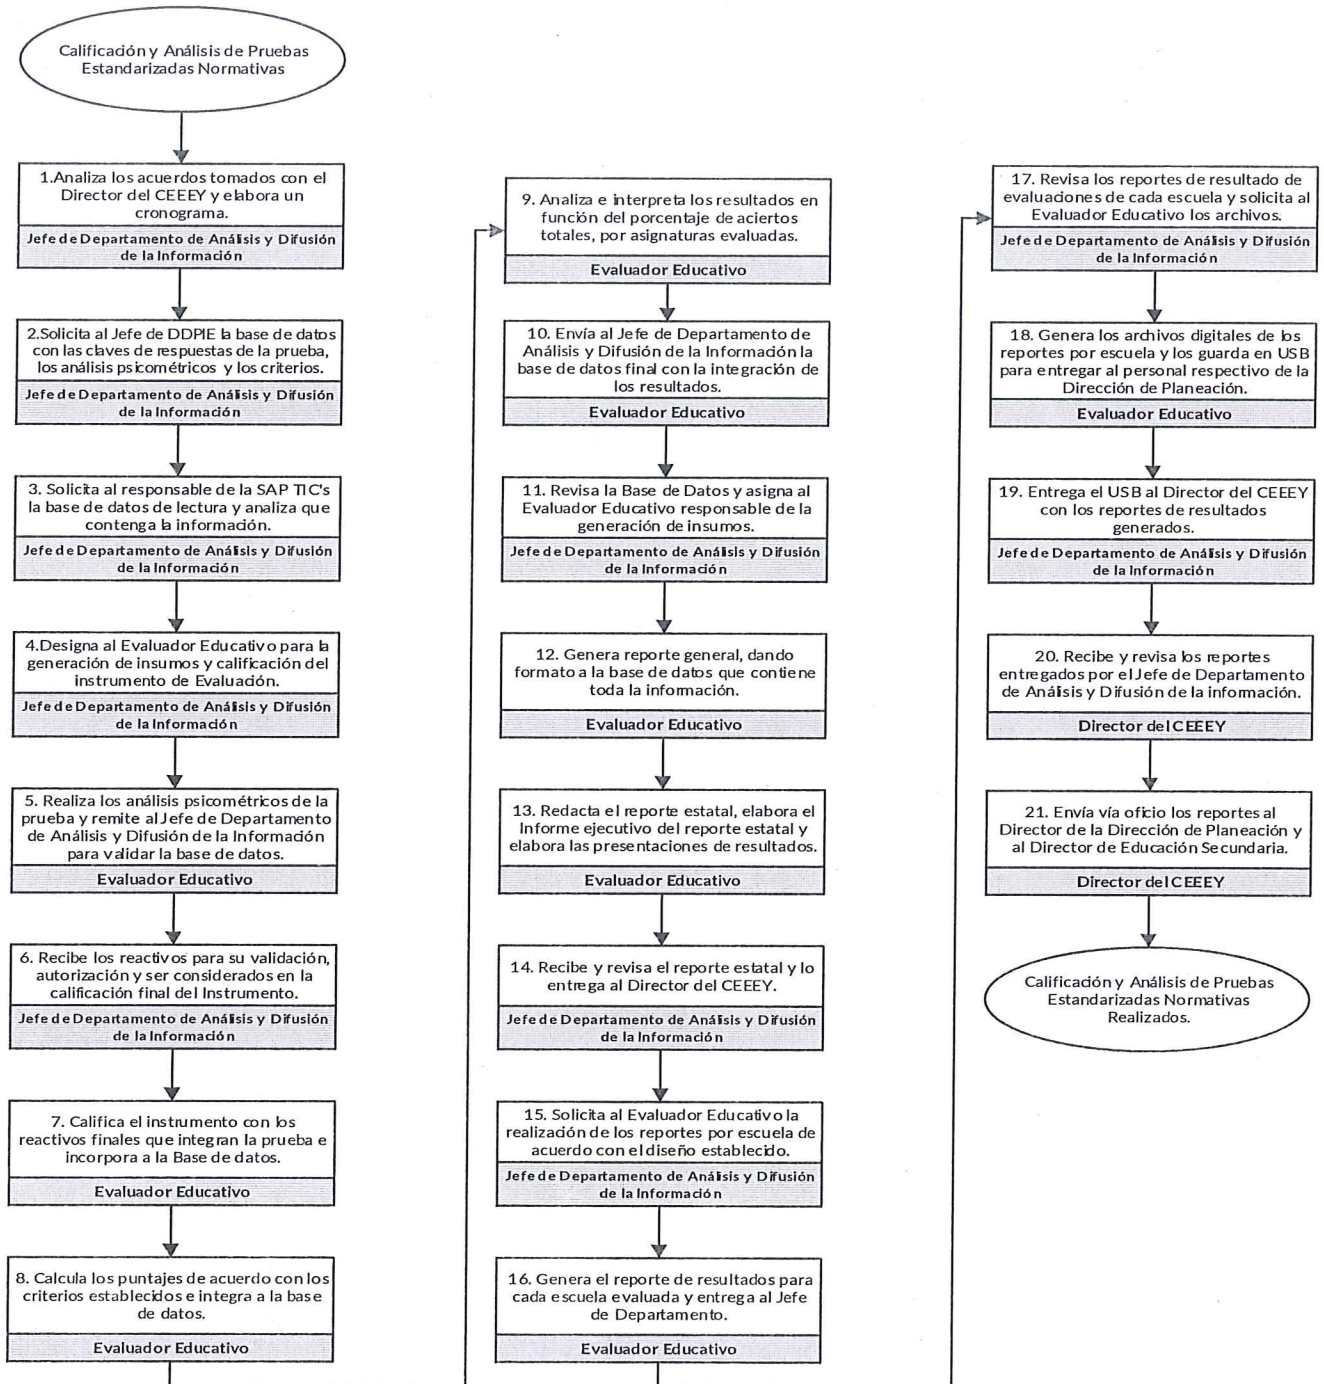 Calificación y Análisis de Pruebas
Estandarizadas Normativas
1.Analiza los acuerdos tomados con el
Director del CEEEY y elabora un
cronograma.
Jefe de Departamento de Análisis y Difusión
de la Información
2.Solicita al Jefe de DDPIE la base de datos
con las claves de respuestas de la prueba,
los análisis psicométricos y los criterios.
Jefe de Departamento de Análisis y Difusión
de la Información
3. Solicita al responsable de la SAP TIC's
la base de datos de lectura y analiza que
contenga la información.
Jefe de Departamento de Análisis y Difusión
de la Información
4.Designa al Evaluador Educativo para la
generación de insumos y calificación del
instrumento de Evaluación.
Jefe de Departamento de Análisis y Difusión
de la Información
5. Realiza los análisis psicométricos de la
prueba y remite al Jefe de Departamento
de Análisis y Difusión de la Información
para validar la base de datos.
Evaluador Educativo
6. Recibe los reactivos para su validación,
autorización y ser considerados en la
calificación final del Instrumento.
Jefe de Departamento de Análisis y Difusión
de la Información
7. Califica el instrumento con los
reactivos finales que integran la prueba e
incorpora a la Base de datos.
Evaluador Educativo
8. Calcula los puntajes de acuerdo con los
criterios establecidos e integra a la base
de datos.
Evaluador Educativo
9. Analiza e interpreta los resultados en
función del porcentaje de aciertos
totales, por asignaturas evaluadas.
Evaluador Educativo
10. Envía al Jefe de Departamento de
Análisis y Difusión de la Información la
base de datos final con la integración de
los resultados.
Evaluador Educativo
11. Revisa la Base de Datos y asigna al
Evaluador Educativo responsable de la
generación de insumos.
Jefe de Departamento de Análisis y Difusión
de la Información
12. Genera reporte general, dando
formato a la base de datos que contiene
toda la información.
Evaluador Educativo
13. Redacta el reporte estatal, elabora el
Informe ejecutivo del reporte estatal y
elabora las presentaciones de resultados.
Evaluador Educativo
14. Recibe y revisa el reporte estatal y lo
entrega al Director del CEEEY.
Jefe de Departamento de Análisis y Difusión
de la Información
15. Solicita al Evaluador Educativo la
realización de los reportes por escuela de
acuerdo con el diseño establecido.
Jefe de Departamento de Análisis y Difusión
de la Información
16. Genera el reporte de resultados para
cada escuela evaluada y entrega al Jefe
de Departamento.
Evaluador Educativo
17. Revisa los reportes de resultado de
evaluaciones de cada escuela y solicita al
Evaluador Educativo los archivos.
Jefe de Departamento de Análisis y Difusión
de la Información
18. Genera los archivos digitales de los
reportes por escuela y los guarda en USB
para entregar al personal respectivo de la
Dirección de Planeación.
Evaluador Educativo
19. Entrega el USB al Director del CEEEY
con los reportes de resultados
generados.
Jefe de Departamento de Análisis y Difusión
de la Información
20. Recibe y revisa los reportes
entregados por el Jefe de Departamento
de Análisis y Difusión de la información.
Director del CEEEY
21. Envía vía oficio los reportes al
Director de la Dirección de Planeación y
al Director de Educación Secundaria.
Director del CEEEY
Calificación y Análisis de Pruebas
Estandarizadas Normativas
Realizados.